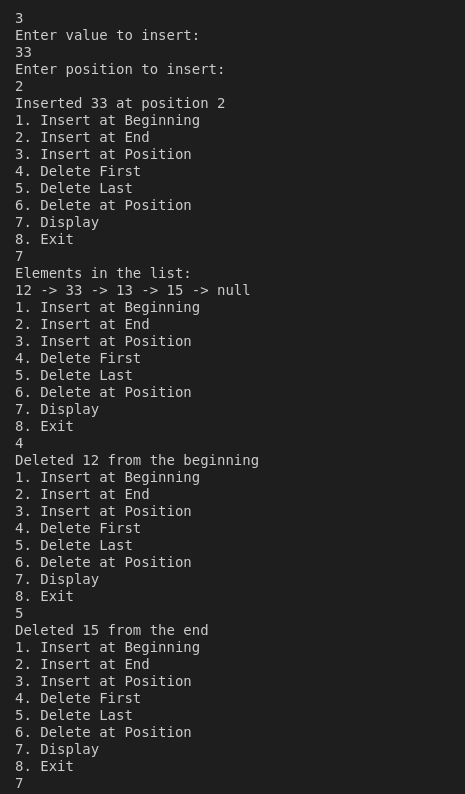 3
Enter value to insert:
33
Enter position to insert:
2
Inserted 33 at position 2
1. Insert at Beginning
2. Insert at End
3. Insert at Position
4. Delete First
5. Delete Last
6. Delete at Position
7. Display
8. Exit
7
Elements in the list:
12 -> 33 -> 13 -> 15 -> null
1. Insert at Beginning
2. Insert at End
3. Insert at Position
4. Delete First
5. Delete Last
6. Delete at Position
7. Display
8. Exit
4
Deleted 12 from the beginning
1. Insert at Beginning
2. Insert at End
3. Insert at Position
4. Delete First
5. Delete Last
6. Delete at Position
7. Display
8. Exit
5
Deleted 15 from the end
1. Insert at Beginning
2. Insert at End
3. Insert at Position
4. Delete First
5. Delete Last
6. Delete at Position
7. Display
8. Exit
7